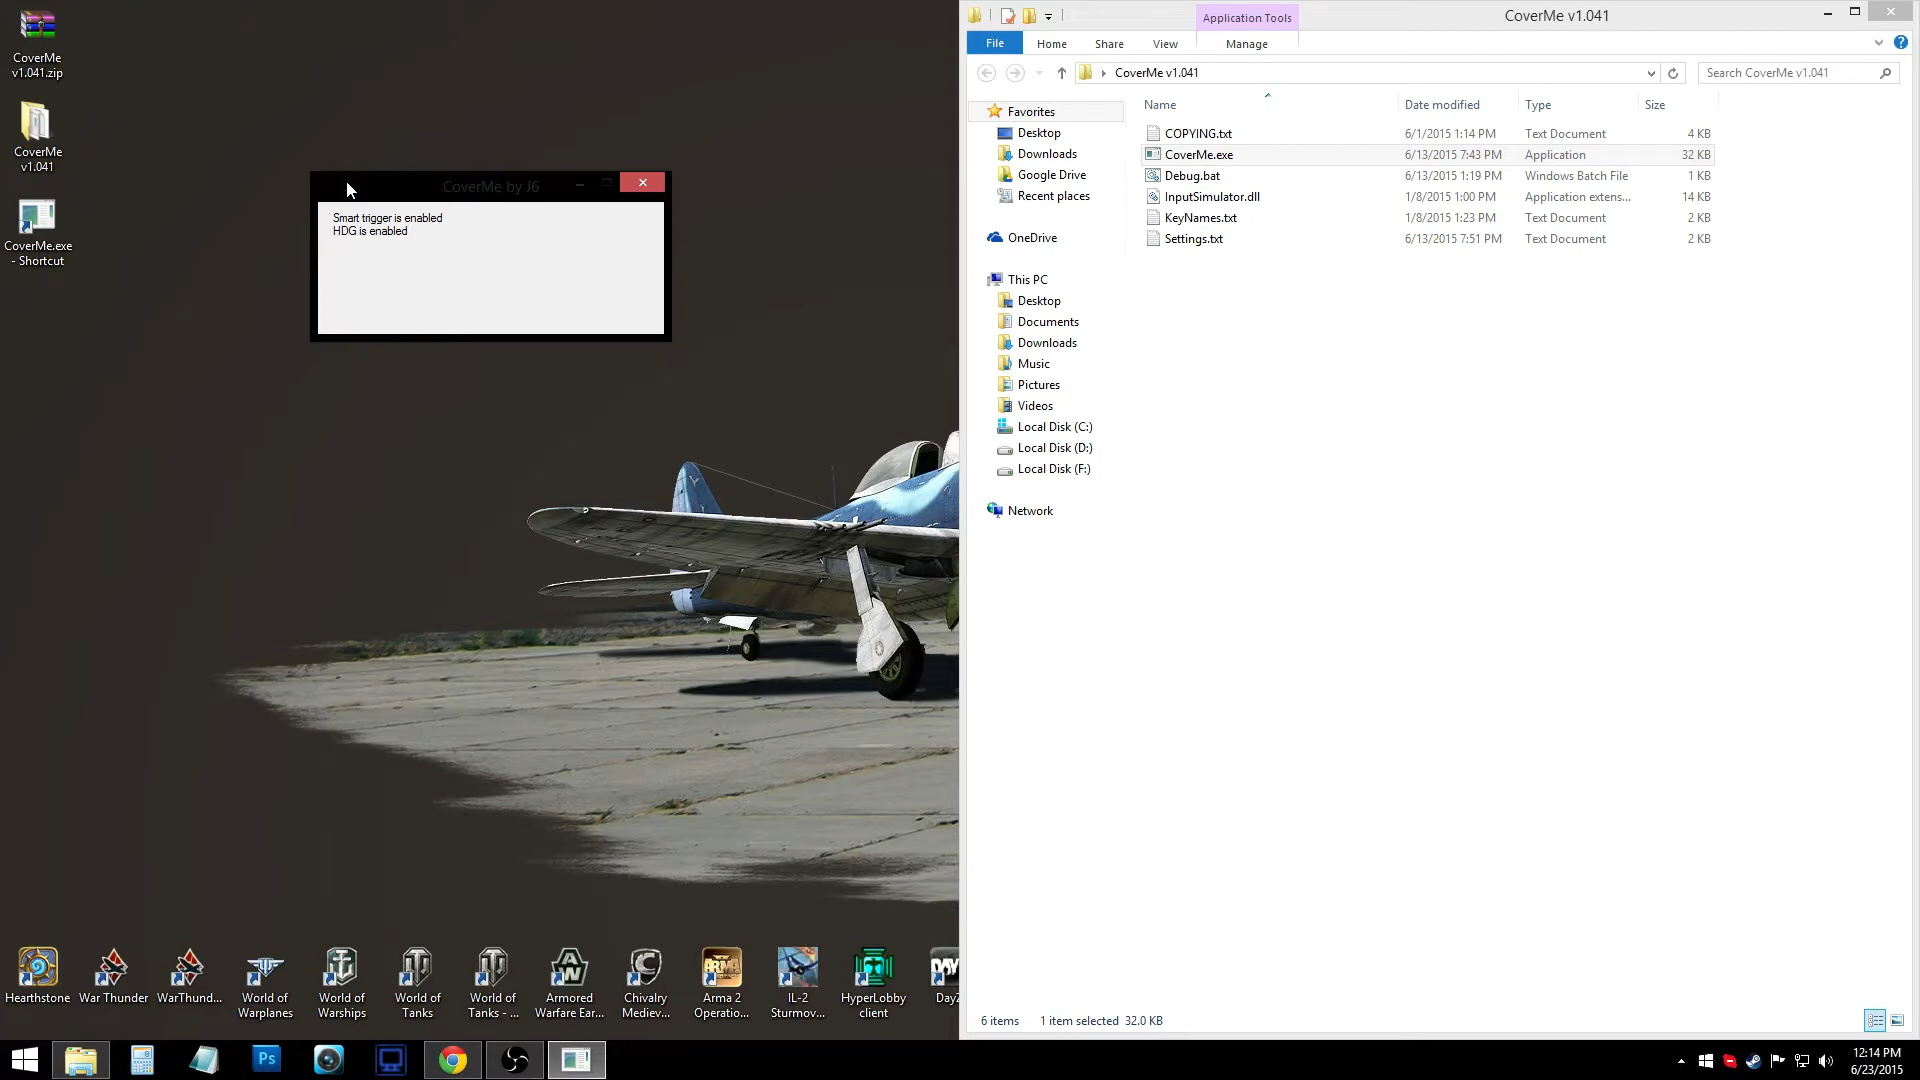 CoverMe
v1.041.zip
CoverMe
v1.041
CoverMe.exe
- Shortcut
CoverMe by J6
Smart trigger is enabled
HDG is enabled
Application Tools
CoverMe v1.041
File
Home
Share
View
Manage
CoverMe v1.041
Search CoverMe v1.041
Name
Date modified
Type
Size
COPYING.txt
6/1/2015 1:14 PM
Text Document
4 KB
CoverMe.exe
6/13/2015 7:43 PM
Application
32 KB
Debug.bat
6/13/2015 1:19 PM
Windows Batch File
1 KB
InputSimulator.dll
1/8/2015 1:00 PM
Application extens...
14 KB
KeyNames.txt
1/8/2015 1:23 PM
Text Document
2 KB
Settings.txt
6/13/2015 7:51 PM
Text Document
2 KB
Favorites
Desktop
Downloads
Google Drive
Recent places
OneDrive
This PC
Desktop
Documents
Downloads
Music
Pictures
Videos
Local Disk (C:)
Local Disk (D:)
Local Disk (F:)
Network
6 items
1 item selected 32.0 KB
Hearthstone
War Thunder
WarThund...
World of
Warplanes
World of
Warships
World of
Tanks
World of
Tanks - ...
Armored
Warfare Ear...
Chivalry
Mediev...
Arma 2
Operatio...
IL-2
Sturmov...
HyperLobby
client
DayZ
Ps
12:14 PM
6/23/2015